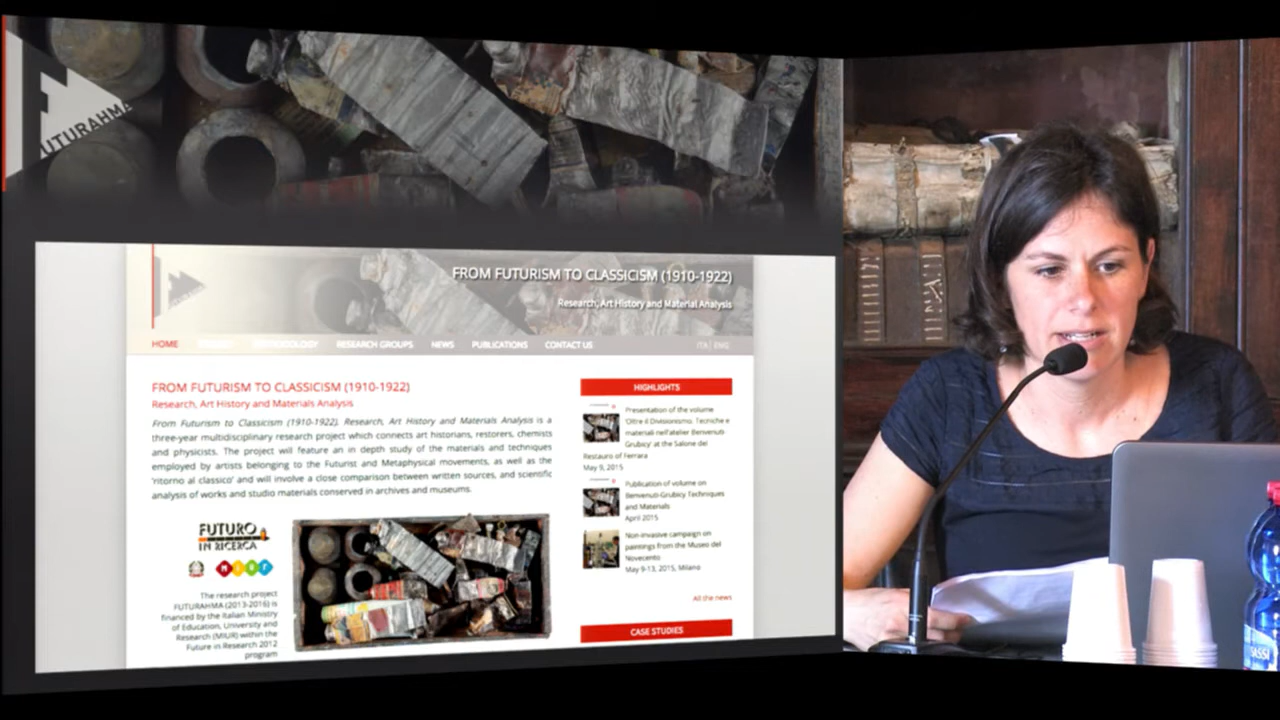 FUTURAHMA
FROM FUTURISM TO CLASSICISM (1910-1922)
Research, Art History and Material Analysis
HOME
RESEARCH GROUPS
NEWS
PUBLICATIONS
CONTACT US
ITA | ENG
FROM FUTURISM TO CLASSICISM (1910-1922)
Research, Art History and Materials Analysis
From Futurism to Classicism (1910-1922). Research, Art History and Materials Analysis is a
three-year multidisciplinary research project which connects art historians, restorers, chemists
and physicists. The project will feature an in depth study of the materials and techniques
employed by artists belonging to the Futurist and Metaphysical movements, as well as the
'ritorno al classico' and will involve a close comparison between written sources, and scientific
analysis of works and studio materials conserved in archives and museums.
FUTURO
IN RICERCA
MIUR
The research project
FUTURAHMA (2013-2016) is
financed by the Italian Ministry
of Education, University and
Research (MIUR) within the
Future in Research 2012
program
HIGHLIGHTS
Presentation of the volume
'Oltre il Divisionismo. Tecniche e
materiali nell'atelier Benvenuti-
Grubicy' at the Salone del
Restauro of Ferrara
May 9, 2015
Publication of volume on
Benvenuti-Grubicy Techniques
and Materials
April 2015
Non-invasive campaign on
paintings from the Museo del
Novecento
May 9-13, 2015, Milano
All the news
CASE STUDIES